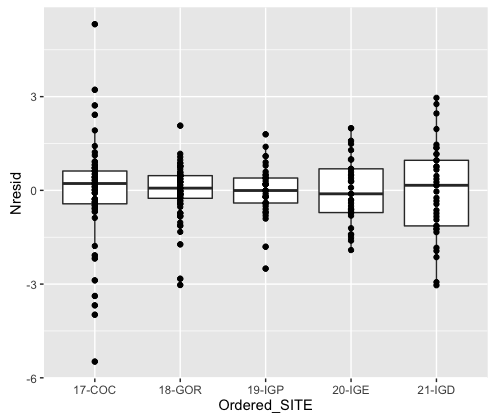 Nresid
3
0
-3
-6
17-COC 18-GOR 19-IGP 20-IGE 21-IGD
Ordered_SITE